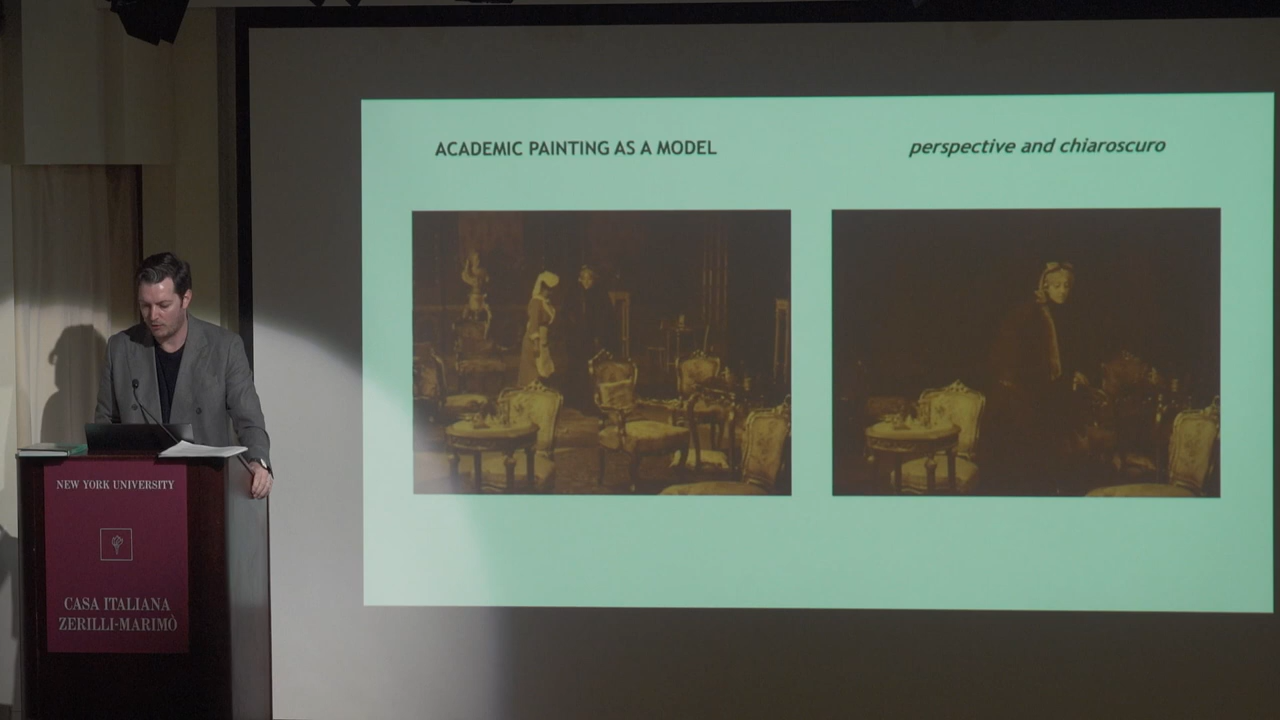 ACADEMIC PAINTING AS A MODEL
perspective and chiaroscuro
NEW YORK UNIVERSITY
CASA ITALIANA
ZERILLI-MARIMÒ